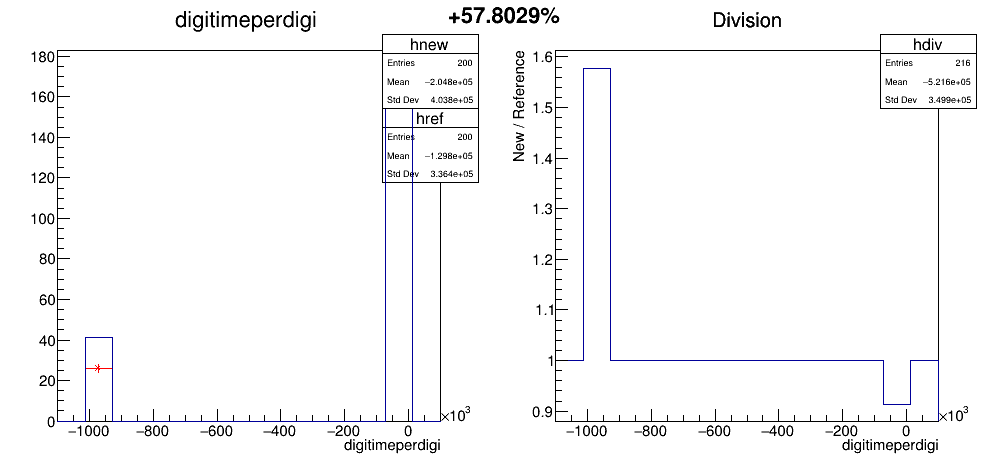 digitimeperdigi
+57.8029%
Division
hnew
Entries 200
Mean −2.048e+05
Std Dev 4.038e+05
href
Entries 200
Mean −1.298e+05
Std Dev 3.364e+05
180
160
140
120
100
80
60
40
20
0
−1000 −800 −600 −400 −200 0
×10³
digitimeperdigi
hdiv
Entries 216
Mean −5.216e+05
Std Dev 3.499e+05
New / Reference
1.6
1.5
1.4
1.3
1.2
1.1
1
0.9
−1000 −800 −600 −400 −200 0
×10³
digitimeperdigi